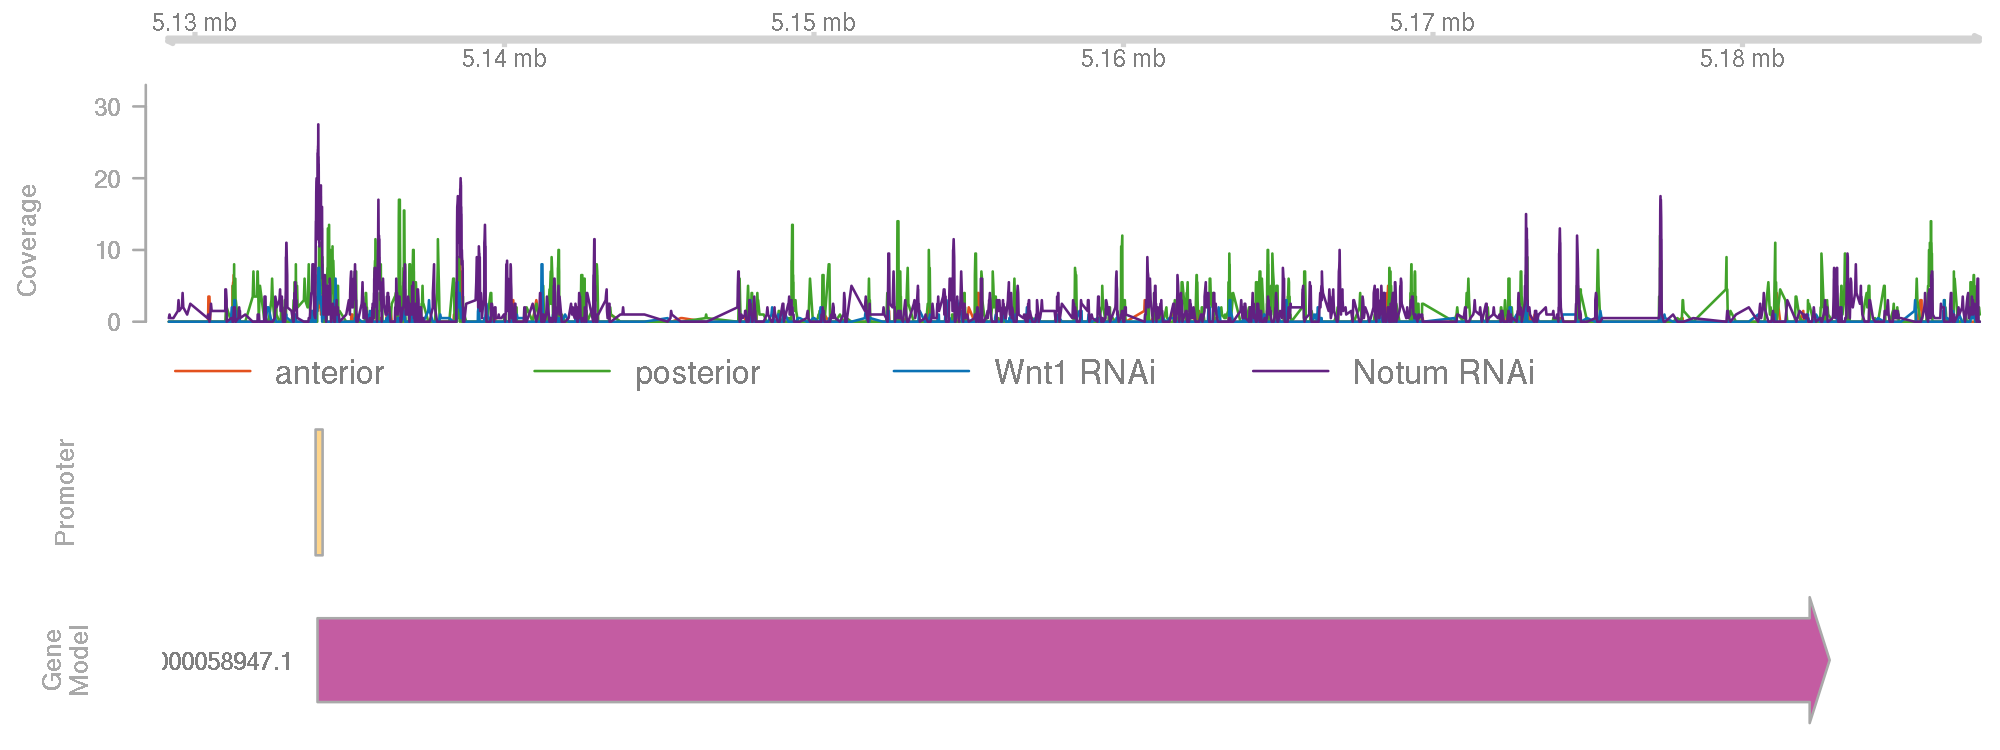 5.13 mb
5.15 mb
5.17 mb
5.14 mb
5.16 mb
5.18 mb
Coverage
30
20
10
0
anterior
posterior
Wnt1 RNAi
Notum RNAi
Promoter
Gene
Model
000058947.1